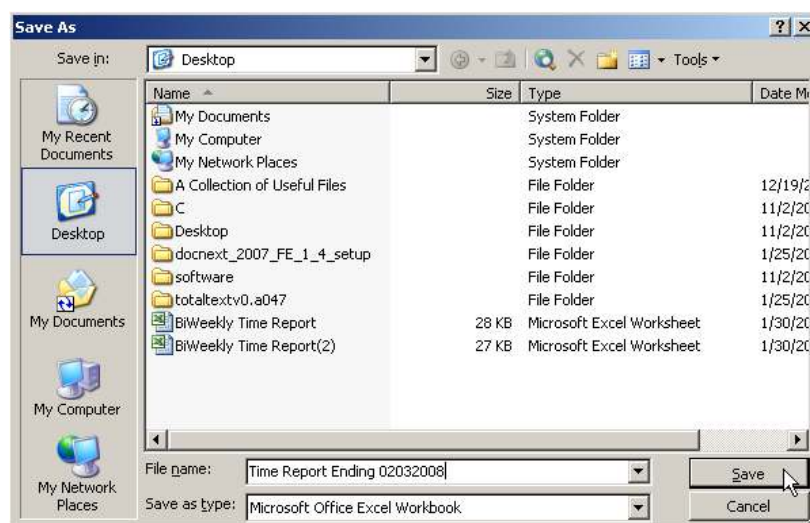 Save As
Save in: Desktop Tools
My Recent Documents
Desktop
My Documents
My Computer
My Network Places
Name Size Type Date Mo
My Documents System Folder
My Computer System Folder
My Network Places System Folder
A Collection of Useful Files File Folder 12/19/2
C File Folder 11/2/20
Desktop File Folder 11/2/20
docnext_2007_FE_1_4_setup File Folder 1/25/20
software File Folder 11/2/20
totaltextv0.a047 File Folder 1/25/20
BiWeekly Time Report 28 KB Microsoft Excel Worksheet 1/30/20
BiWeekly Time Report(2) 27 KB Microsoft Excel Worksheet 1/30/20
File name: Time Report Ending 02032008 Save
Save as type: Microsoft Office Excel Workbook Cancel